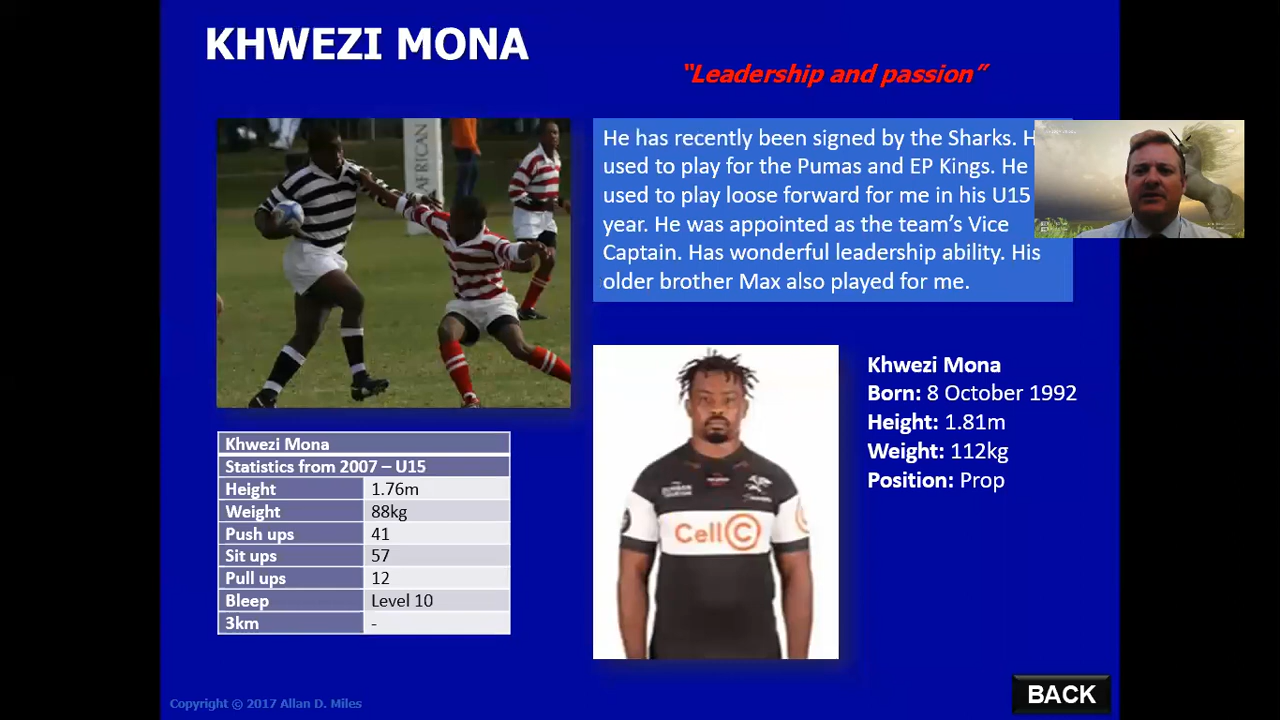 KHWEZI MONA
“Leadership and passion”
He has recently been signed by the Sharks. H
used to play for the Pumas and EP Kings. He
used to play loose forward for me in his U15
year. He was appointed as the team’s Vice
Captain. Has wonderful leadership ability. His
older brother Max also played for me.
AFRICAN
Khwezi Mona
Born: 8 October 1992
Height: 1.81m
Weight: 112kg
Position: Prop
Cell C
Khwezi Mona
Statistics from 2007 – U15
Height 1.76m
Weight 88kg
Push ups 41
Sit ups 57
Pull ups 12
Bleep Level 10
3km -
Copyright © 2017 Allan D. Miles
BACK